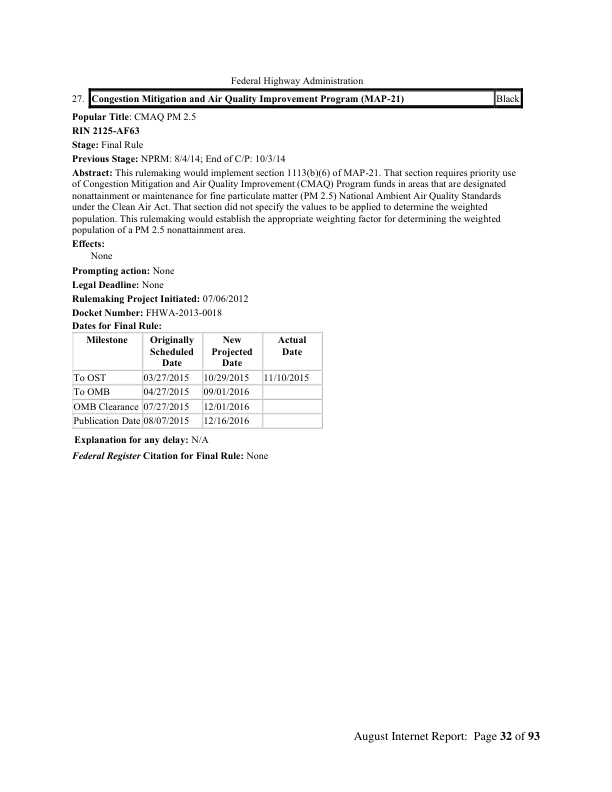 Federal Highway Administration
27. Congestion Mitigation and Air Quality Improvement Program (MAP-21) Black
Popular Title: CMAQ PM 2.5
RIN 2125-AF63
Stage: Final Rule
Previous Stage: NPRM: 8/4/14; End of C/P: 10/3/14
Abstract: This rulemaking would implement section 1113(b)(6) of MAP-21. That section requires priority use
of Congestion Mitigation and Air Quality Improvement (CMAQ) Program funds in areas that are designated
nonattainment or maintenance for fine particulate matter (PM 2.5) National Ambient Air Quality Standards
under the Clean Air Act. That section did not specify the values to be applied to determine the weighted
population. This rulemaking would establish the appropriate weighting factor for determining the weighted
population of a PM 2.5 nonattainment area.
Effects:
None
Prompting action: None
Legal Deadline: None
Rulemaking Project Initiated: 07/06/2012
Docket Number: FHWA-2013-0018
Dates for Final Rule:
Milestone Originally New Actual
Scheduled Projected Date
Date Date
To OST 03/27/2015 10/29/2015 11/10/2015
To OMB 04/27/2015 09/01/2016
OMB Clearance 07/27/2015 12/01/2016
Publication Date 08/07/2015 12/16/2016
Explanation for any delay: N/A
Federal Register Citation for Final Rule: None
August Internet Report: Page 32 of 93